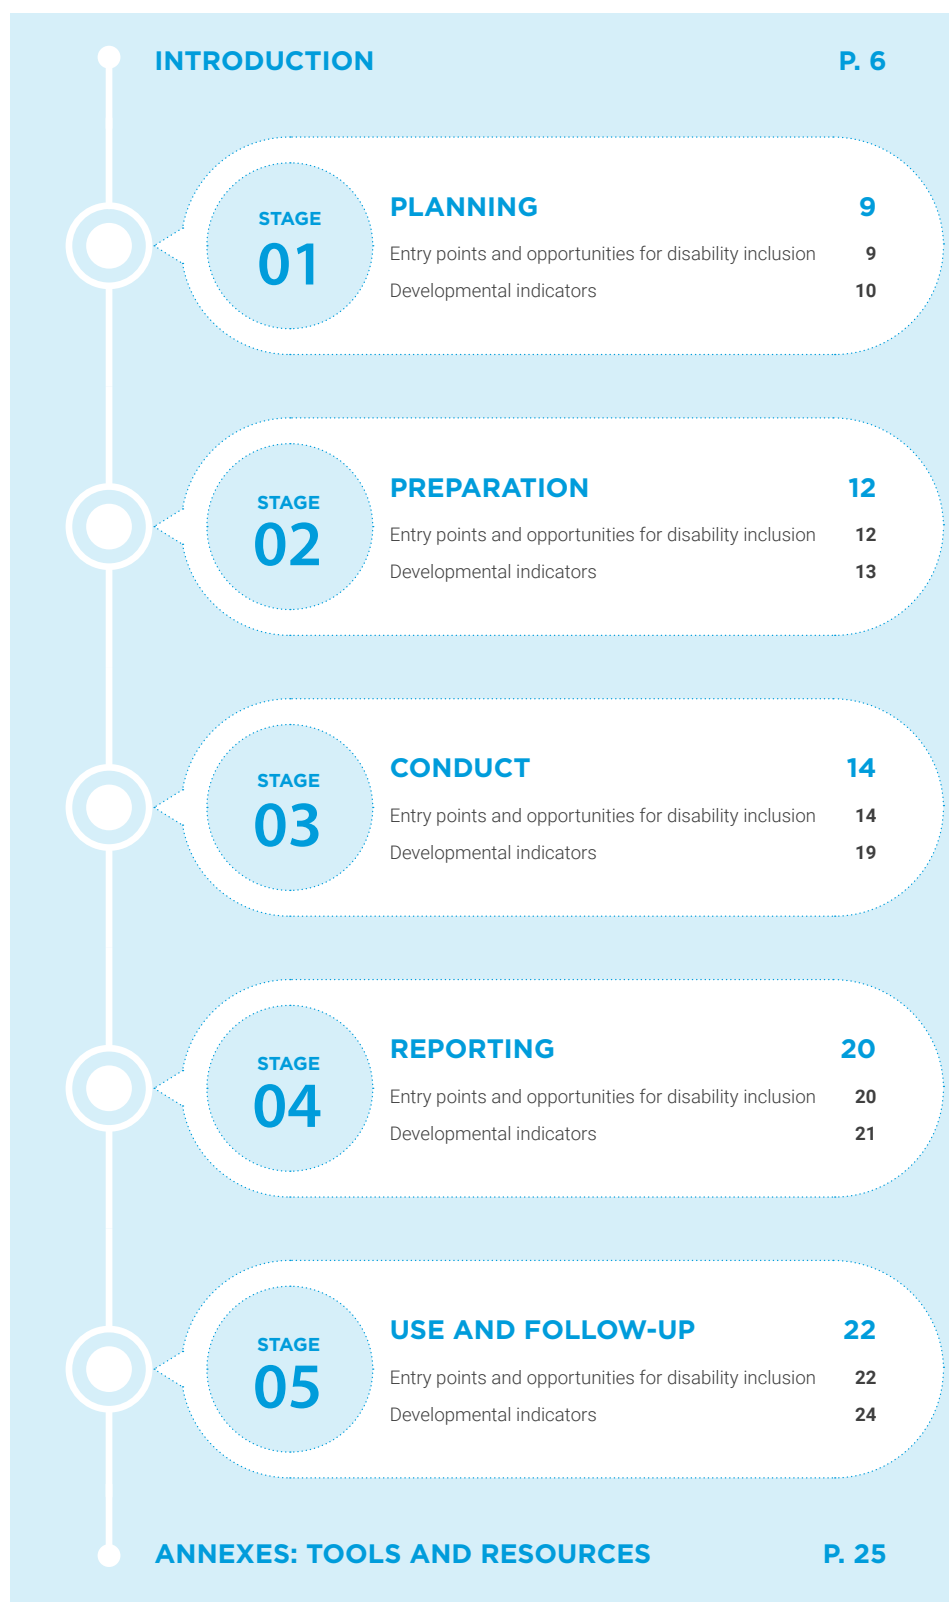 INTRODUCTION P. 6
STAGE
01
PLANNING 9
Entry points and opportunities for disability inclusion 9
Developmental indicators 10
STAGE
02
PREPARATION 12
Entry points and opportunities for disability inclusion 12
Developmental indicators 13
STAGE
03
CONDUCT 14
Entry points and opportunities for disability inclusion 14
Developmental indicators 19
STAGE
04
REPORTING 20
Entry points and opportunities for disability inclusion 20
Developmental indicators 21
STAGE
05
USE AND FOLLOW-UP 22
Entry points and opportunities for disability inclusion 22
Developmental indicators 24
ANNEXES: TOOLS AND RESOURCES P. 25